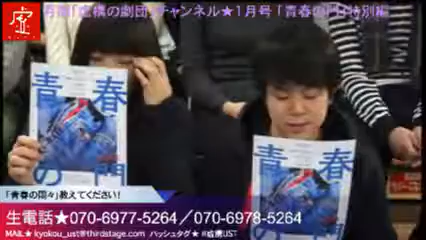 虚
月刊「虚構の劇団」チャンネル★1月号「青春の門」特別編
青春の門
青春の門
「青春の悶々」教えてください!
生電話★070-6977-5264/070-6978-5264
MAIL★ kyokou_ust@thirdstage.com ハッシュタグ★ #虚構UST